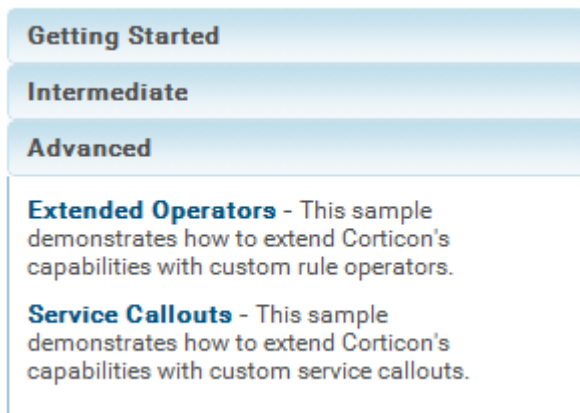 Getting Started
Intermediate
Advanced
Extended Operators - This sample
demonstrates how to extend Corticon's
capabilities with custom rule operators.
Service Callouts - This sample
demonstrates how to extend Corticon's
capabilities with custom service callouts.